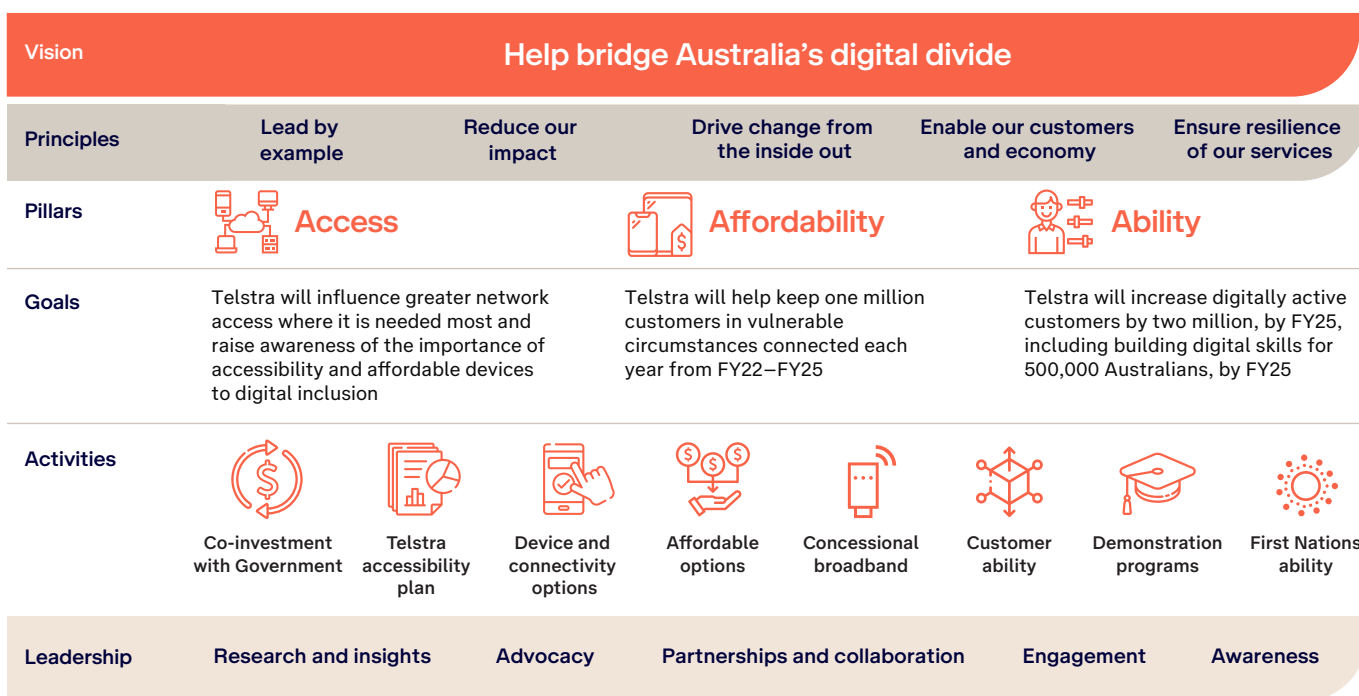 Vision
Help bridge Australia's digital divide
Principles
Lead by
example
Reduce our
impact
Drive change from
the inside out
Enable our customers
and economy
Ensure resilience
of our services
Pillars
Access
Affordability
Ability
Goals
Telstra will influence greater network
access where it is needed most and
raise awareness of the importance of
accessibility and affordable devices
to digital inclusion
Telstra will help keep one million
customers in vulnerable
circumstances connected each
year from FY22–FY25
Telstra will increase digitally active
customers by two million, by FY25,
including building digital skills for
500,000 Australians, by FY25
Activities
Co-investment
with Government
Telstra
accessibility
plan
Device and
connectivity
options
Affordable
options
Concessional
broadband
Customer
ability
Demonstration
programs
First Nations
ability
Leadership
Research and insights
Advocacy
Partnerships and collaboration
Engagement
Awareness